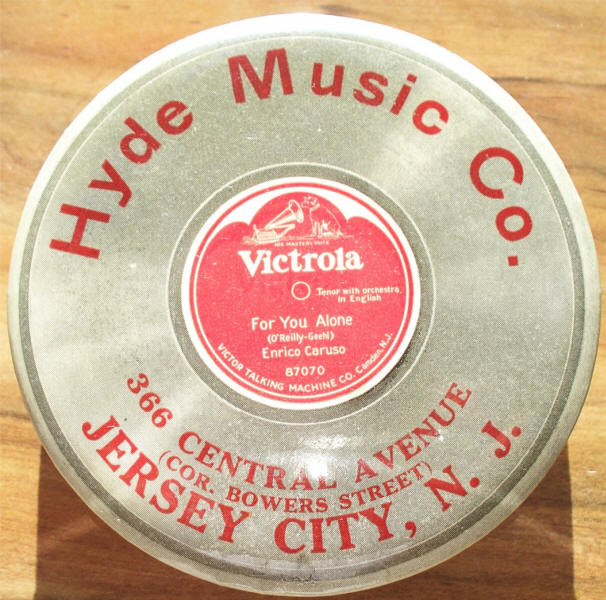 Hyde Music Co.
HIS MASTERS VOICE
Victrola
Tenor with orchestra
in English
For You Alone
(O'Reilly-Geehl)
Enrico Caruso
87070
VICTOR TALKING MACHINE CO. Camden, N.J.
366 CENTRAL AVENUE
(COR. BOWERS STREET)
JERSEY CITY, N. J.